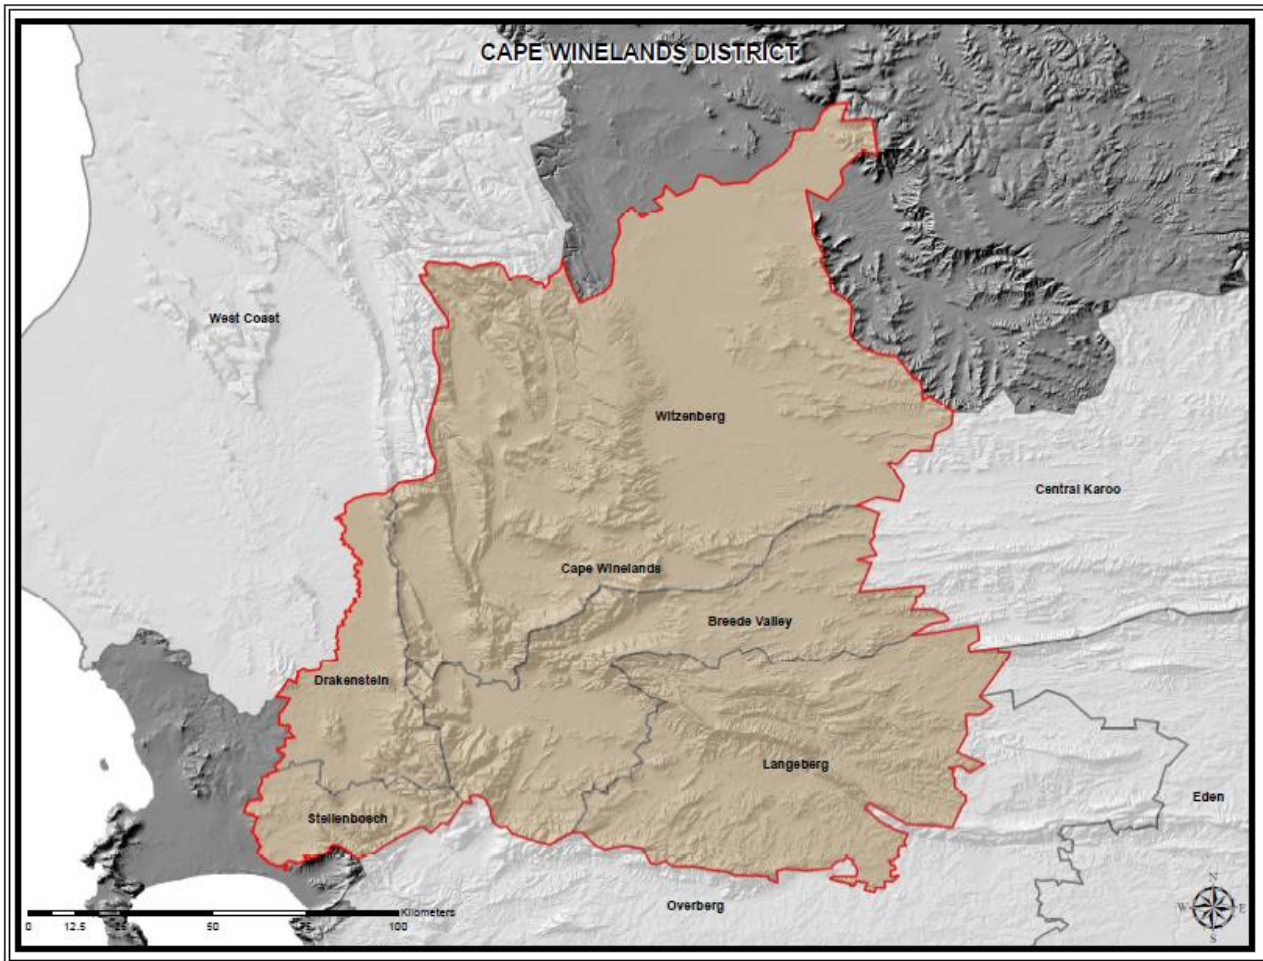 CAPE WINELANDS DISTRICT
West Coast
Witzenberg
Central Karoo
Cape Winelands
Breede Valley
Drakenstein
Langeberg
Eden
Stellenbosch
Overberg
N
W E
S
Kilometers
0 12.5 25 50 75 100